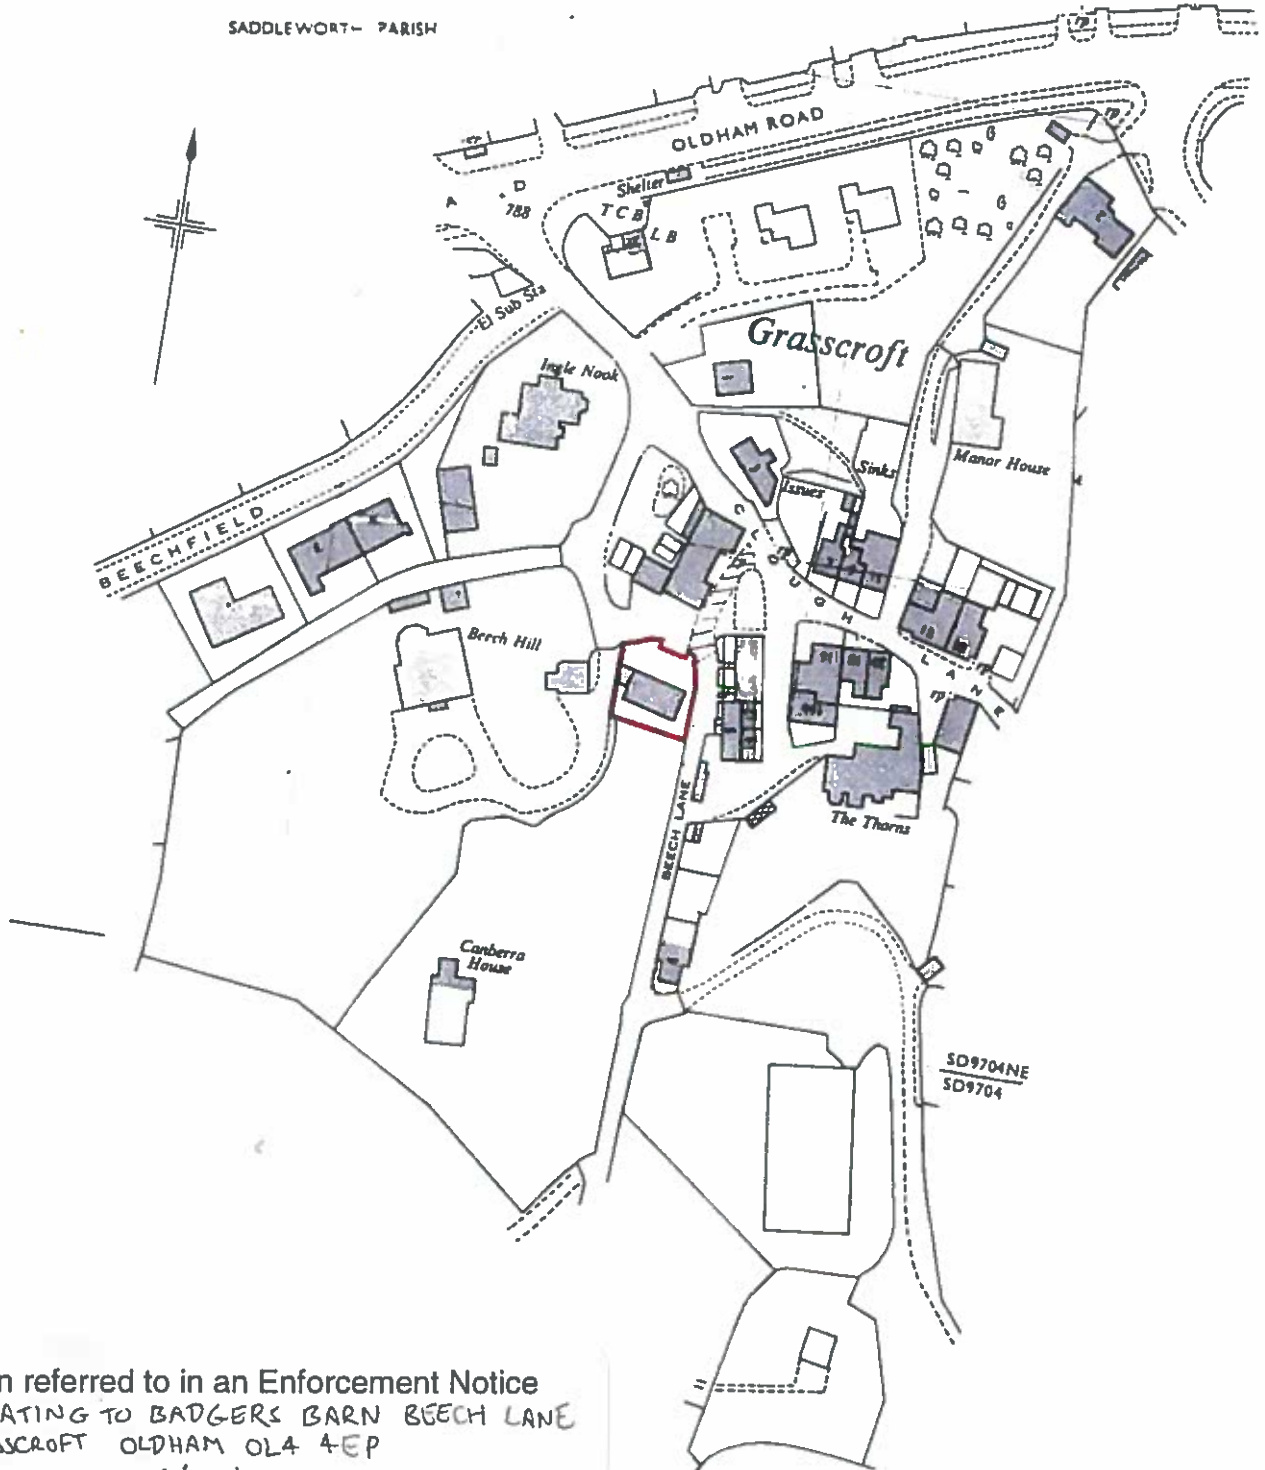 SADDLEWORTH PARISH
OLDHAM ROAD
Shelter
T C B
L B
A D
788
El Sub Sta
Grasscroft
Ingle Nook
Manor House
Sinks
Issues
BEECHFIELD
COUGH LANE
Beech Hill
BEECH LANE
The Thorns
Canberra
House
SD9704NE
SD9704
n referred to in an Enforcement Notice
ATING TO BADGERS BARN BEECH LANE
SSCROFT OLDHAM OL4 4EP